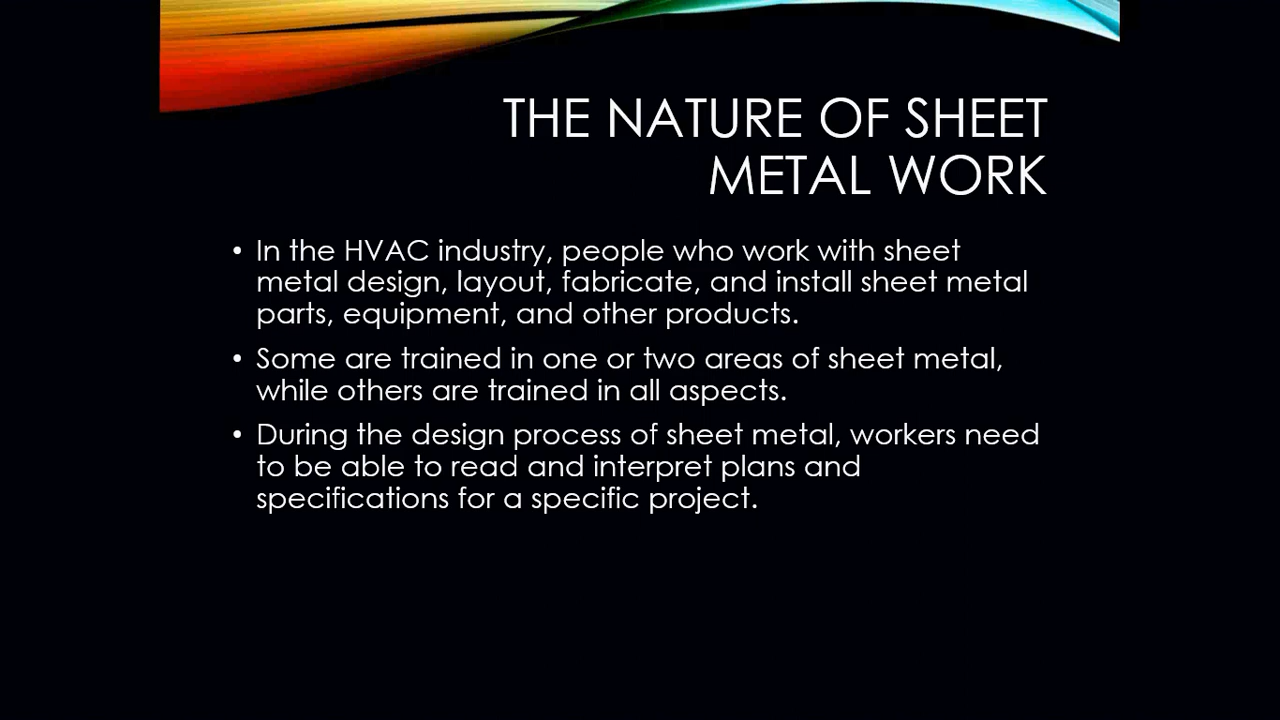 THE NATURE OF SHEET
METAL WORK
• In the HVAC industry, people who work with sheet
metal design, layout, fabricate, and install sheet metal
parts, equipment, and other products.
• Some are trained in one or two areas of sheet metal,
while others are trained in all aspects.
• During the design process of sheet metal, workers need
to be able to read and interpret plans and
specifications for a specific project.